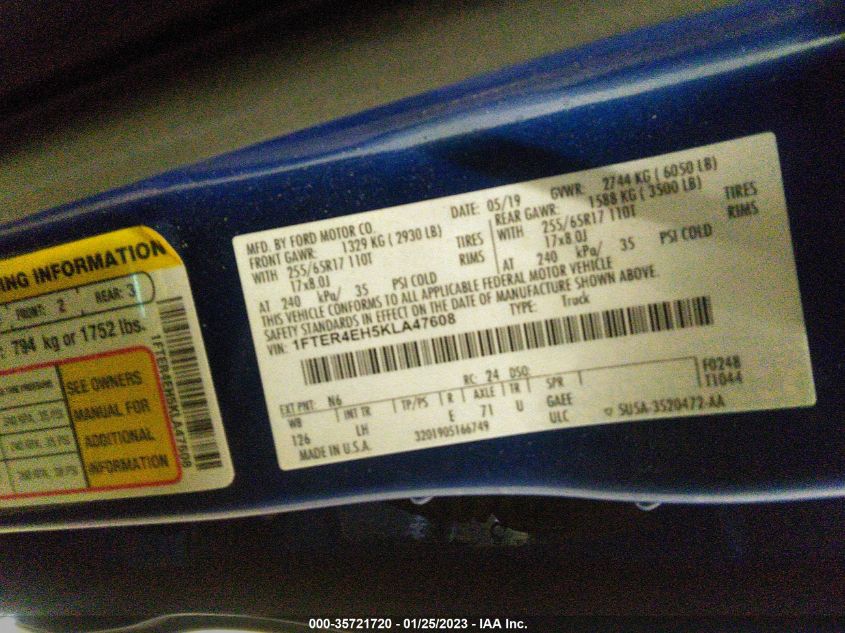 MFD. BY FORD MOTOR CO.
DATE: 05/19 GVWR: 2744 KG ( 6050 LB)
FRONT GAWR: 1329 KG ( 2930 LB) REAR GAWR: 1588 KG ( 3500 LB)
WITH 255/65R17 110T TIRES WITH 255/65R17 110T TIRES
17x8.0J RIMS 17x8.0J RIMS
AT 240 kPa/ 35 PSI COLD AT 240 kPa/ 35 PSI COLD
THIS VEHICLE CONFORMS TO ALL APPLICABLE FEDERAL MOTOR VEHICLE
SAFETY STANDARDS IN EFFECT ON THE DATE OF MANUFACTURE SHOWN ABOVE.
VIN: 1FTER4EH5KLA47608 TYPE: Truck
EXT PNT: N6 RC: 24 DSO: F0248
WB INT TR TP/PS R AXLE TR SPR T1044
126 LH E 71 U GAEE
MADE IN U.S.A. 3201905166749 ULC SU5A-3520472-AA
ING INFORMATION
FRONT: 2 REAR: 3
794 kg or 1752 lbs.
SEE OWNERS
MANUAL FOR
ADDITIONAL
INFORMATION
1FTER4EH5KLA47608
000-35721720 - 01/25/2023 - IAA Inc.